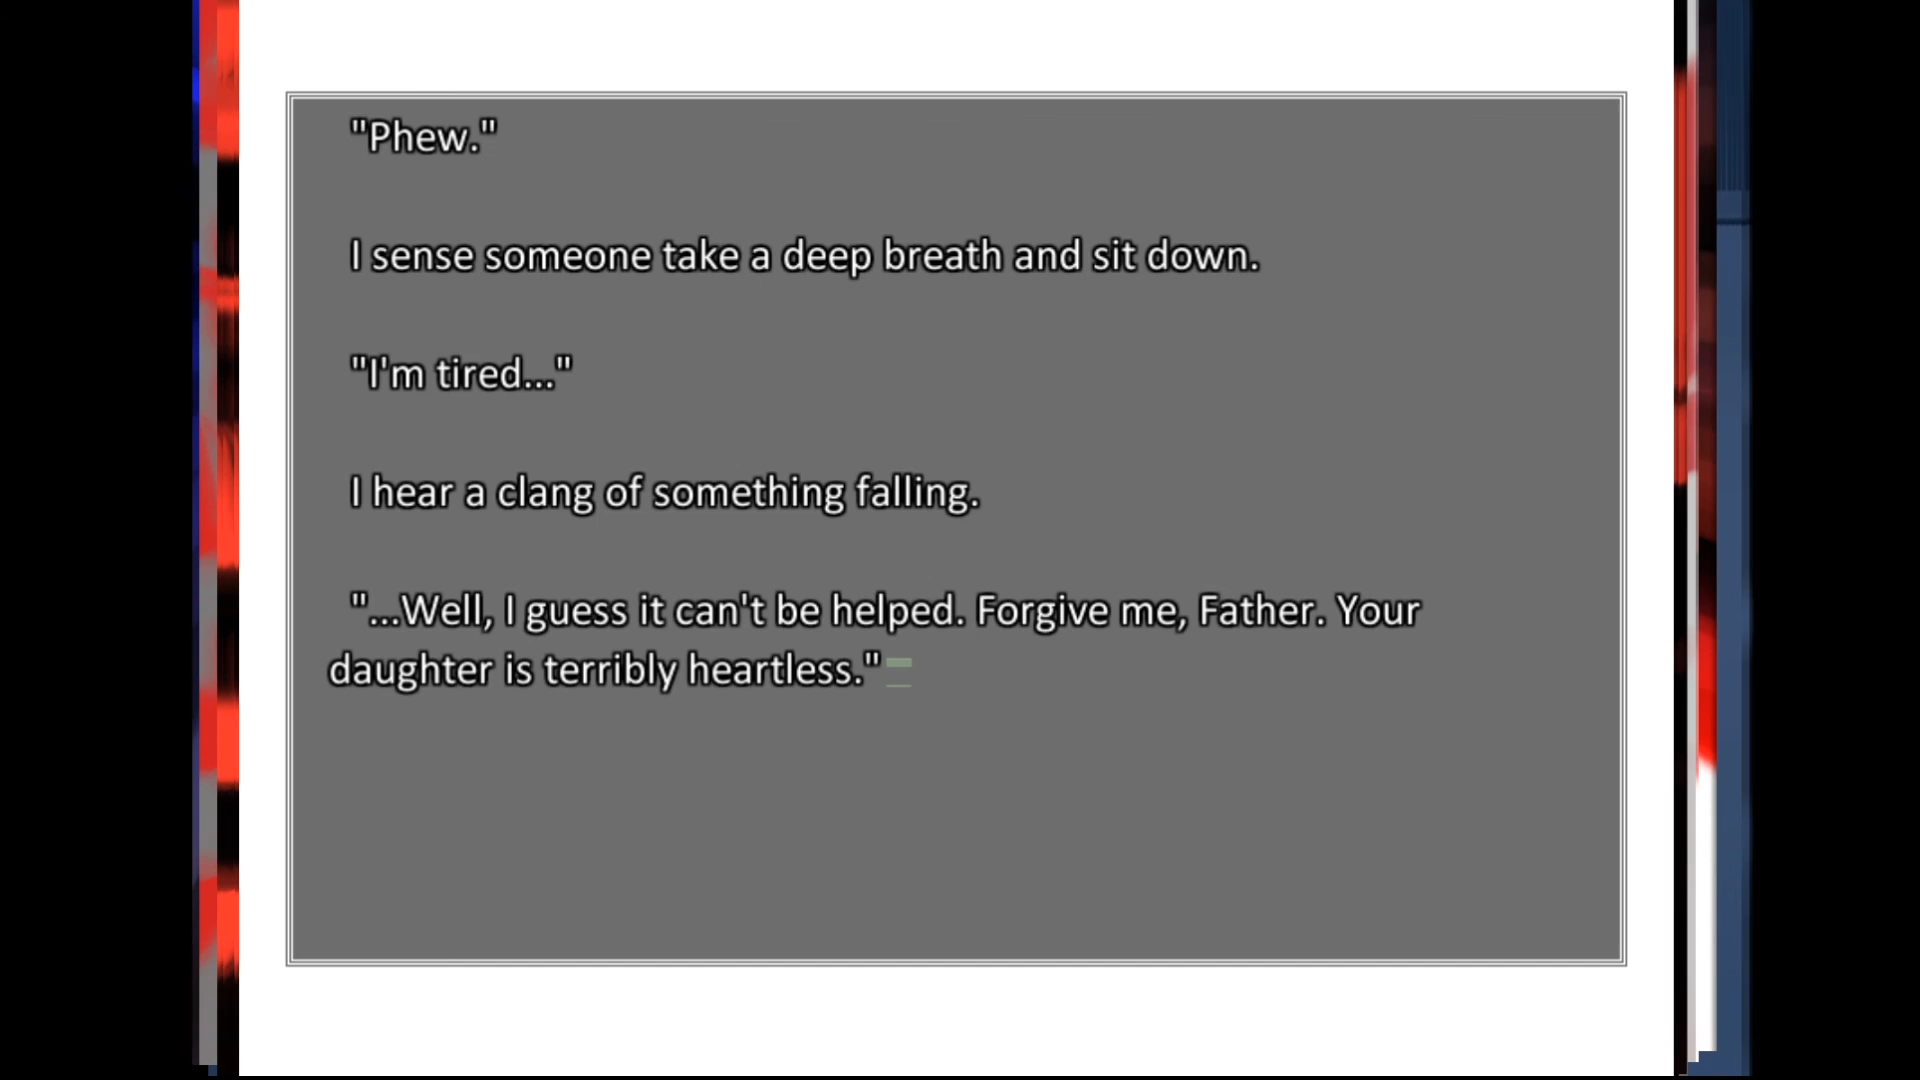 "Phew."
I sense someone take a deep breath and sit down.
"I'm tired..."
I hear a clang of something falling.
"...Well, I guess it can't be helped. Forgive me, Father. Your
daughter is terribly heartless."